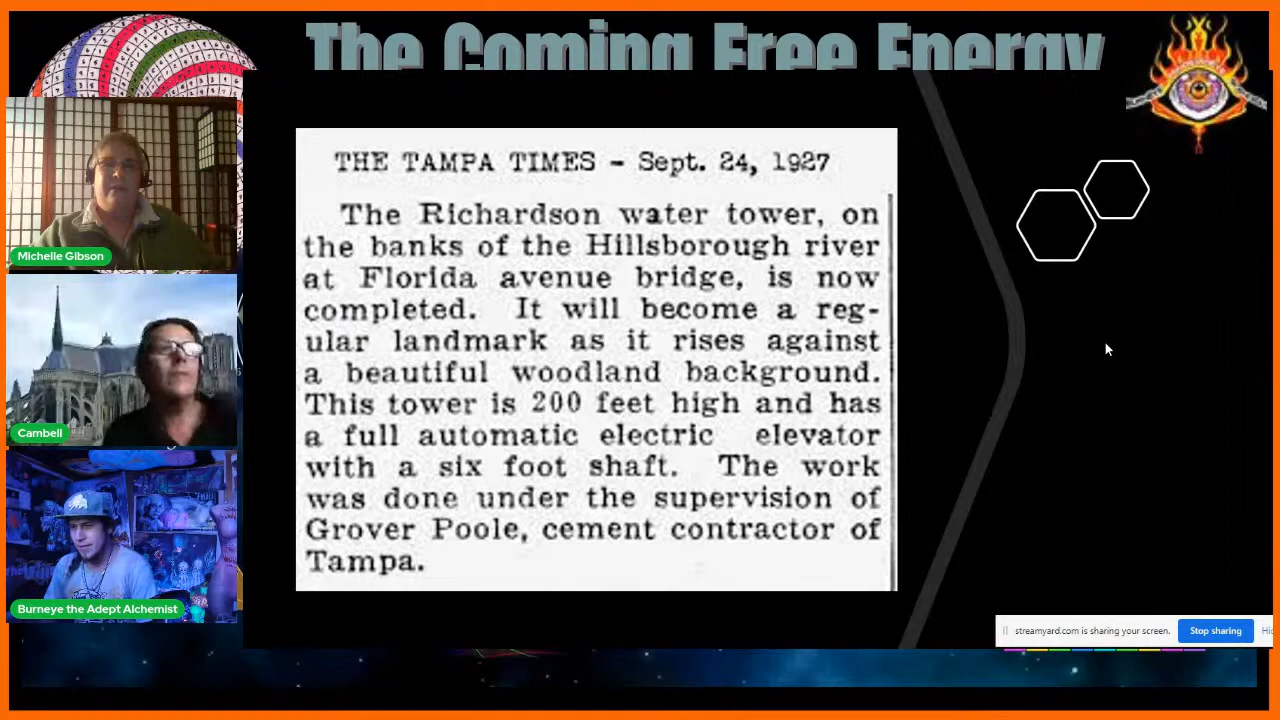 The Coming Free Energy
THE TAMPA TIMES - Sept. 24, 1927
The Richardson water tower, on
the banks of the Hillsborough river
at Florida avenue bridge, is now
completed. It will become a reg-
ular landmark as it rises against
a beautiful woodland background.
This tower is 200 feet high and has
a full automatic electric elevator
with a six foot shaft. The work
was done under the supervision of
Grover Poole, cement contractor of
Tampa.
Michelle Gibson
Cambell
Burneye the Adept Alchemist
streamyard.com is sharing your screen.
Stop sharing